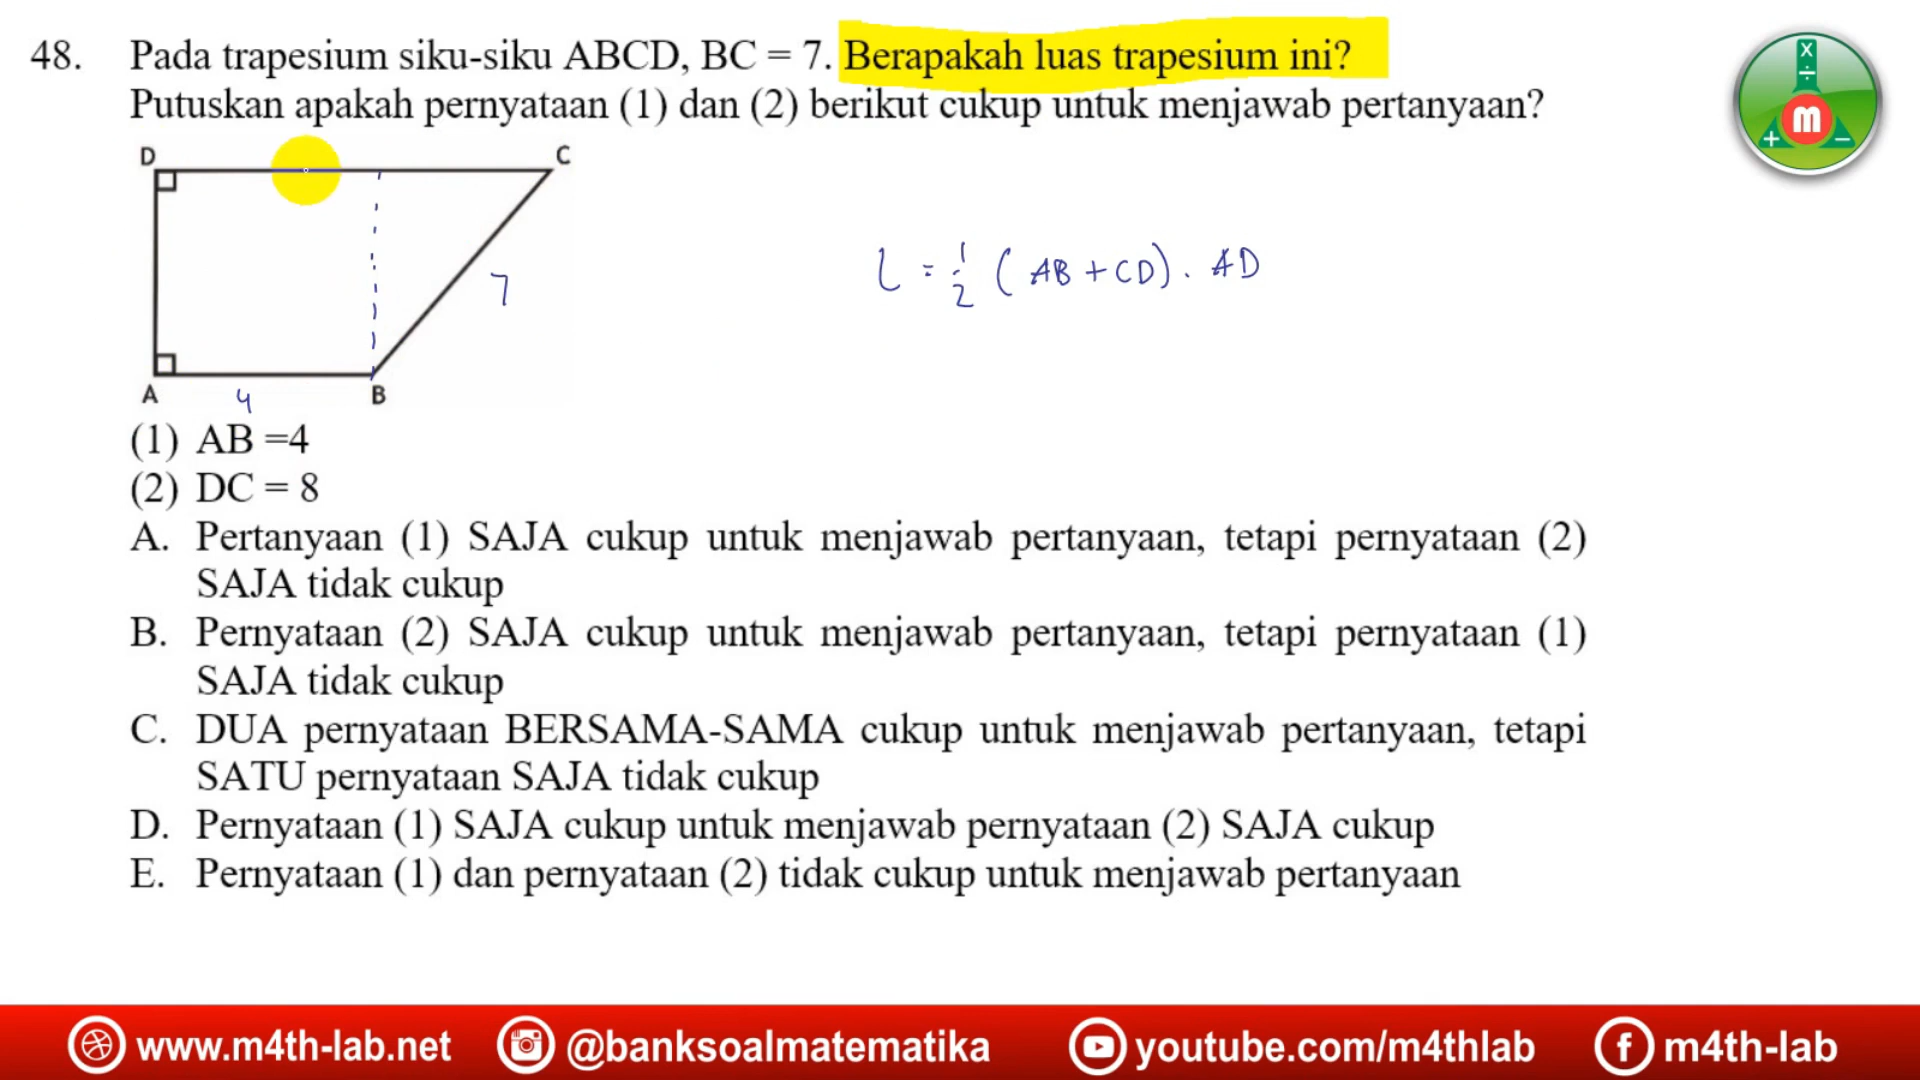 48. Pada trapesium siku-siku ABCD, BC = 7. Berapakah luas trapesium ini?
Putuskan apakah pernyataan (1) dan (2) berikut cukup untuk menjawab pertanyaan?
D C
7
L = 1/2 (AB + CD) . AD
A 4 B
(1) AB =4
(2) DC = 8
A. Pertanyaan (1) SAJA cukup untuk menjawab pertanyaan, tetapi pernyataan (2)
SAJA tidak cukup
B. Pernyataan (2) SAJA cukup untuk menjawab pertanyaan, tetapi pernyataan (1)
SAJA tidak cukup
C. DUA pernyataan BERSAMA-SAMA cukup untuk menjawab pertanyaan, tetapi
SATU pernyataan SAJA tidak cukup
D. Pernyataan (1) SAJA cukup untuk menjawab pernyataan (2) SAJA cukup
E. Pernyataan (1) dan pernyataan (2) tidak cukup untuk menjawab pertanyaan
x ÷ m + −
www.m4th-lab.net @banksoalmatematika youtube.com/m4thlab f m4th-lab